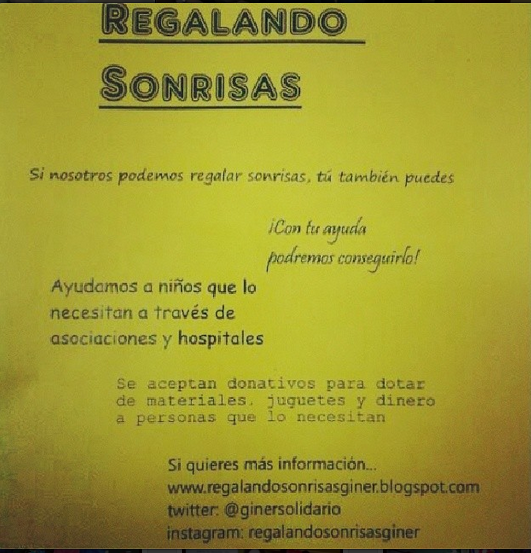 REGALANDO
SONRISAS
Si nosotros podemos regalar sonrisas, tú también puedes
¡Con tu ayuda
podremos conseguirlo!
Ayudamos a niños que lo
necesitan a través de
asociaciones y hospitales
Se aceptan donativos para dotar
de materiales, juguetes y dinero
a personas que lo necesitan
Si quieres más información...
www.regalandosonrisasginer.blogspot.com
twitter: @ginersolidario
instagram: regalandosonrisasginer